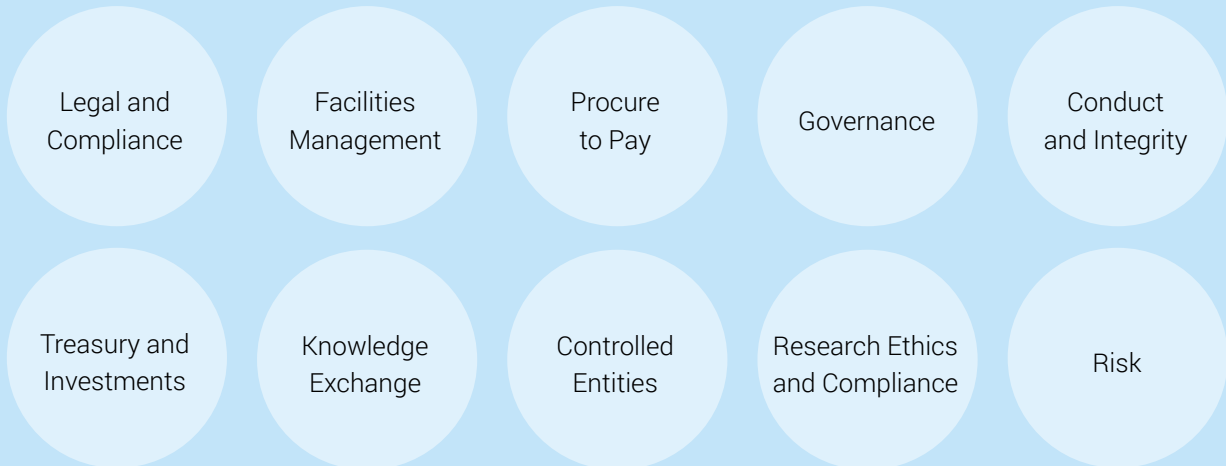 Legal and
Compliance
Facilities
Management
Procure
to Pay
Governance
Conduct
and Integrity
Treasury and
Investments
Knowledge
Exchange
Controlled
Entities
Research Ethics
and Compliance
Risk